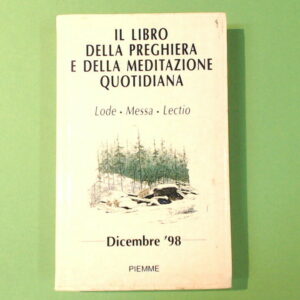 IL LIBRO
DELLA PREGHIERA
E DELLA MEDITAZIONE
QUOTIDIANA
Lode • Messa • Lectio
Dicembre '98
PIEMME